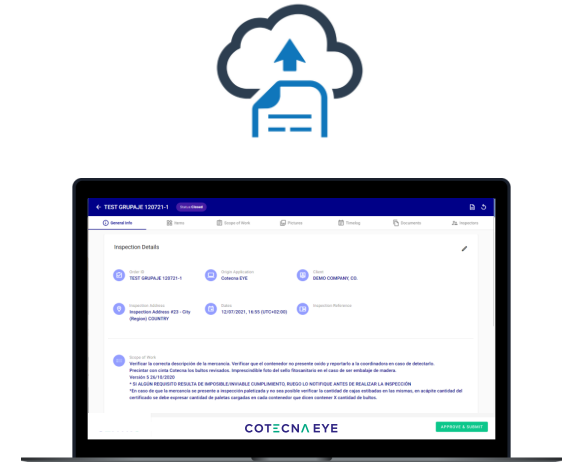 TEST GRUPAJE 120721-1
Status Closed
General Info
Items
Scopes of Work
Pictures
Timelog
Documents
Inspectors
Inspection Details
Order ID
TEST GRUPAJE 120721-1
Origin Application
Cotecna EYE
Client
DEMO COMPANY, CO.
Inspection Address
Inspection Address #23 - City
(Region) COUNTRY
Dates
12/07/2021, 16:55 (UTC+02:00)
Inspection Reference
Scope of Work
Verificar la correcta descripción de la mercancía. Verificar que el contenedor no presente oxido y reportarlo a la coordinadora en caso de detectarlo.
Precintar con cinta Cotecna los bultos revisados. Imprescindible foto del sello fitosanitario en el caso de ser embalaje de madera.
Versión 5 26/10/2020
* SI ALGÚN REQUISITO RESULTA DE IMPOSIBLE/INVIABLE CUMPLIMIENTO, RUEGO LO NOTIFIQUE ANTES DE REALIZAR LA INSPECCIÓN
*En caso de que la mercancía se presente a inspección paletizada y no sea posible verificar la cantidad de cajas estibadas en las mismas, en acápite cantidad del
certificado se debe expresar cantidad de paletas cargadas en cada contenedor que dicen contener X cantidad de bultos.
COTECNA EYE
APPROVE & SUBMIT